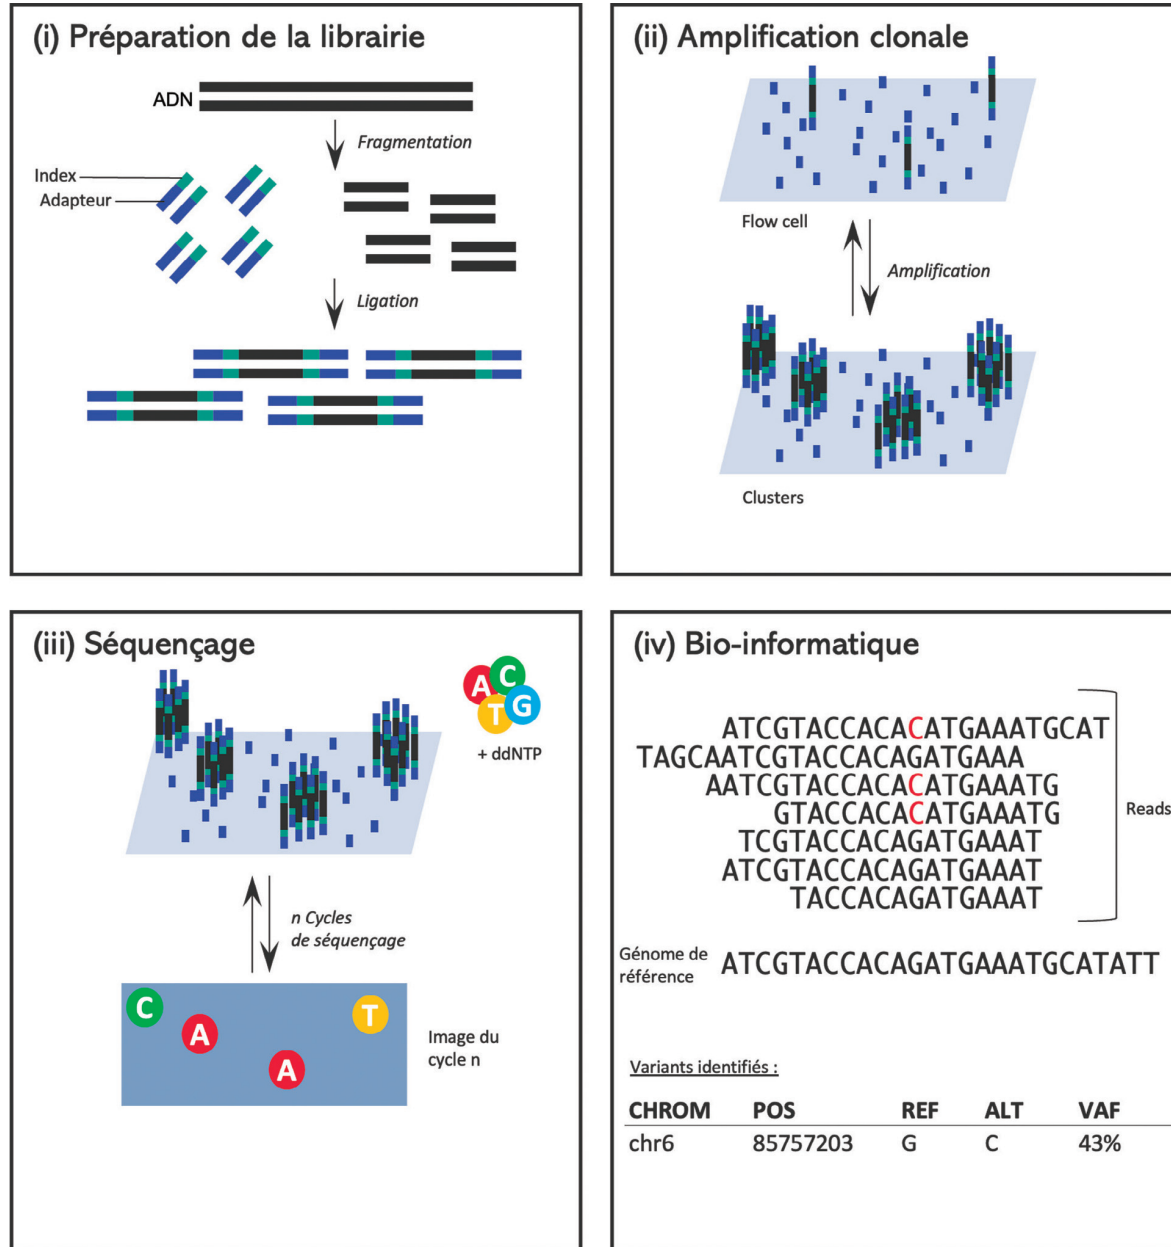 (i) Préparation de la librairie
ADN
Fragmentation
Index
Adapteur
Ligation
(ii) Amplification clonale
Flow cell
Amplification
Clusters
(iii) Séquençage
A C
T G
+ ddNTP
n Cycles
de séquençage
C
A
A
T
Image du
cycle n
(iv) Bio-informatique
ATCGTACCACACATGAAATGCAT
TAGCAATCGTACCACAGATGAAA
AATCGTACCACACATGAAATG
GTACCACACATGAAATG
TCGTACCACAGATGAAAT
ATCGTACCACAGATGAAAT
TACCACAGATGAAAT
Reads
Génome de
référence
ATCGTACCACAGATGAAATGCATATT
Variants identifiés :
CHROM POS REF ALT VAF
chr6 85757203 G C 43%